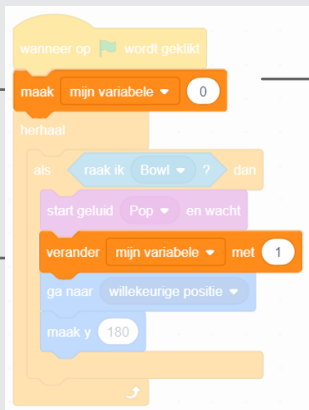 wanneer op wordt geklikt
maak mijn variabele 0
herhaal
als raak ik Bowl ? dan
start geluid Pop en wacht
verander mijn variabele met 1
ga naar willekeurige positie
maak y 180